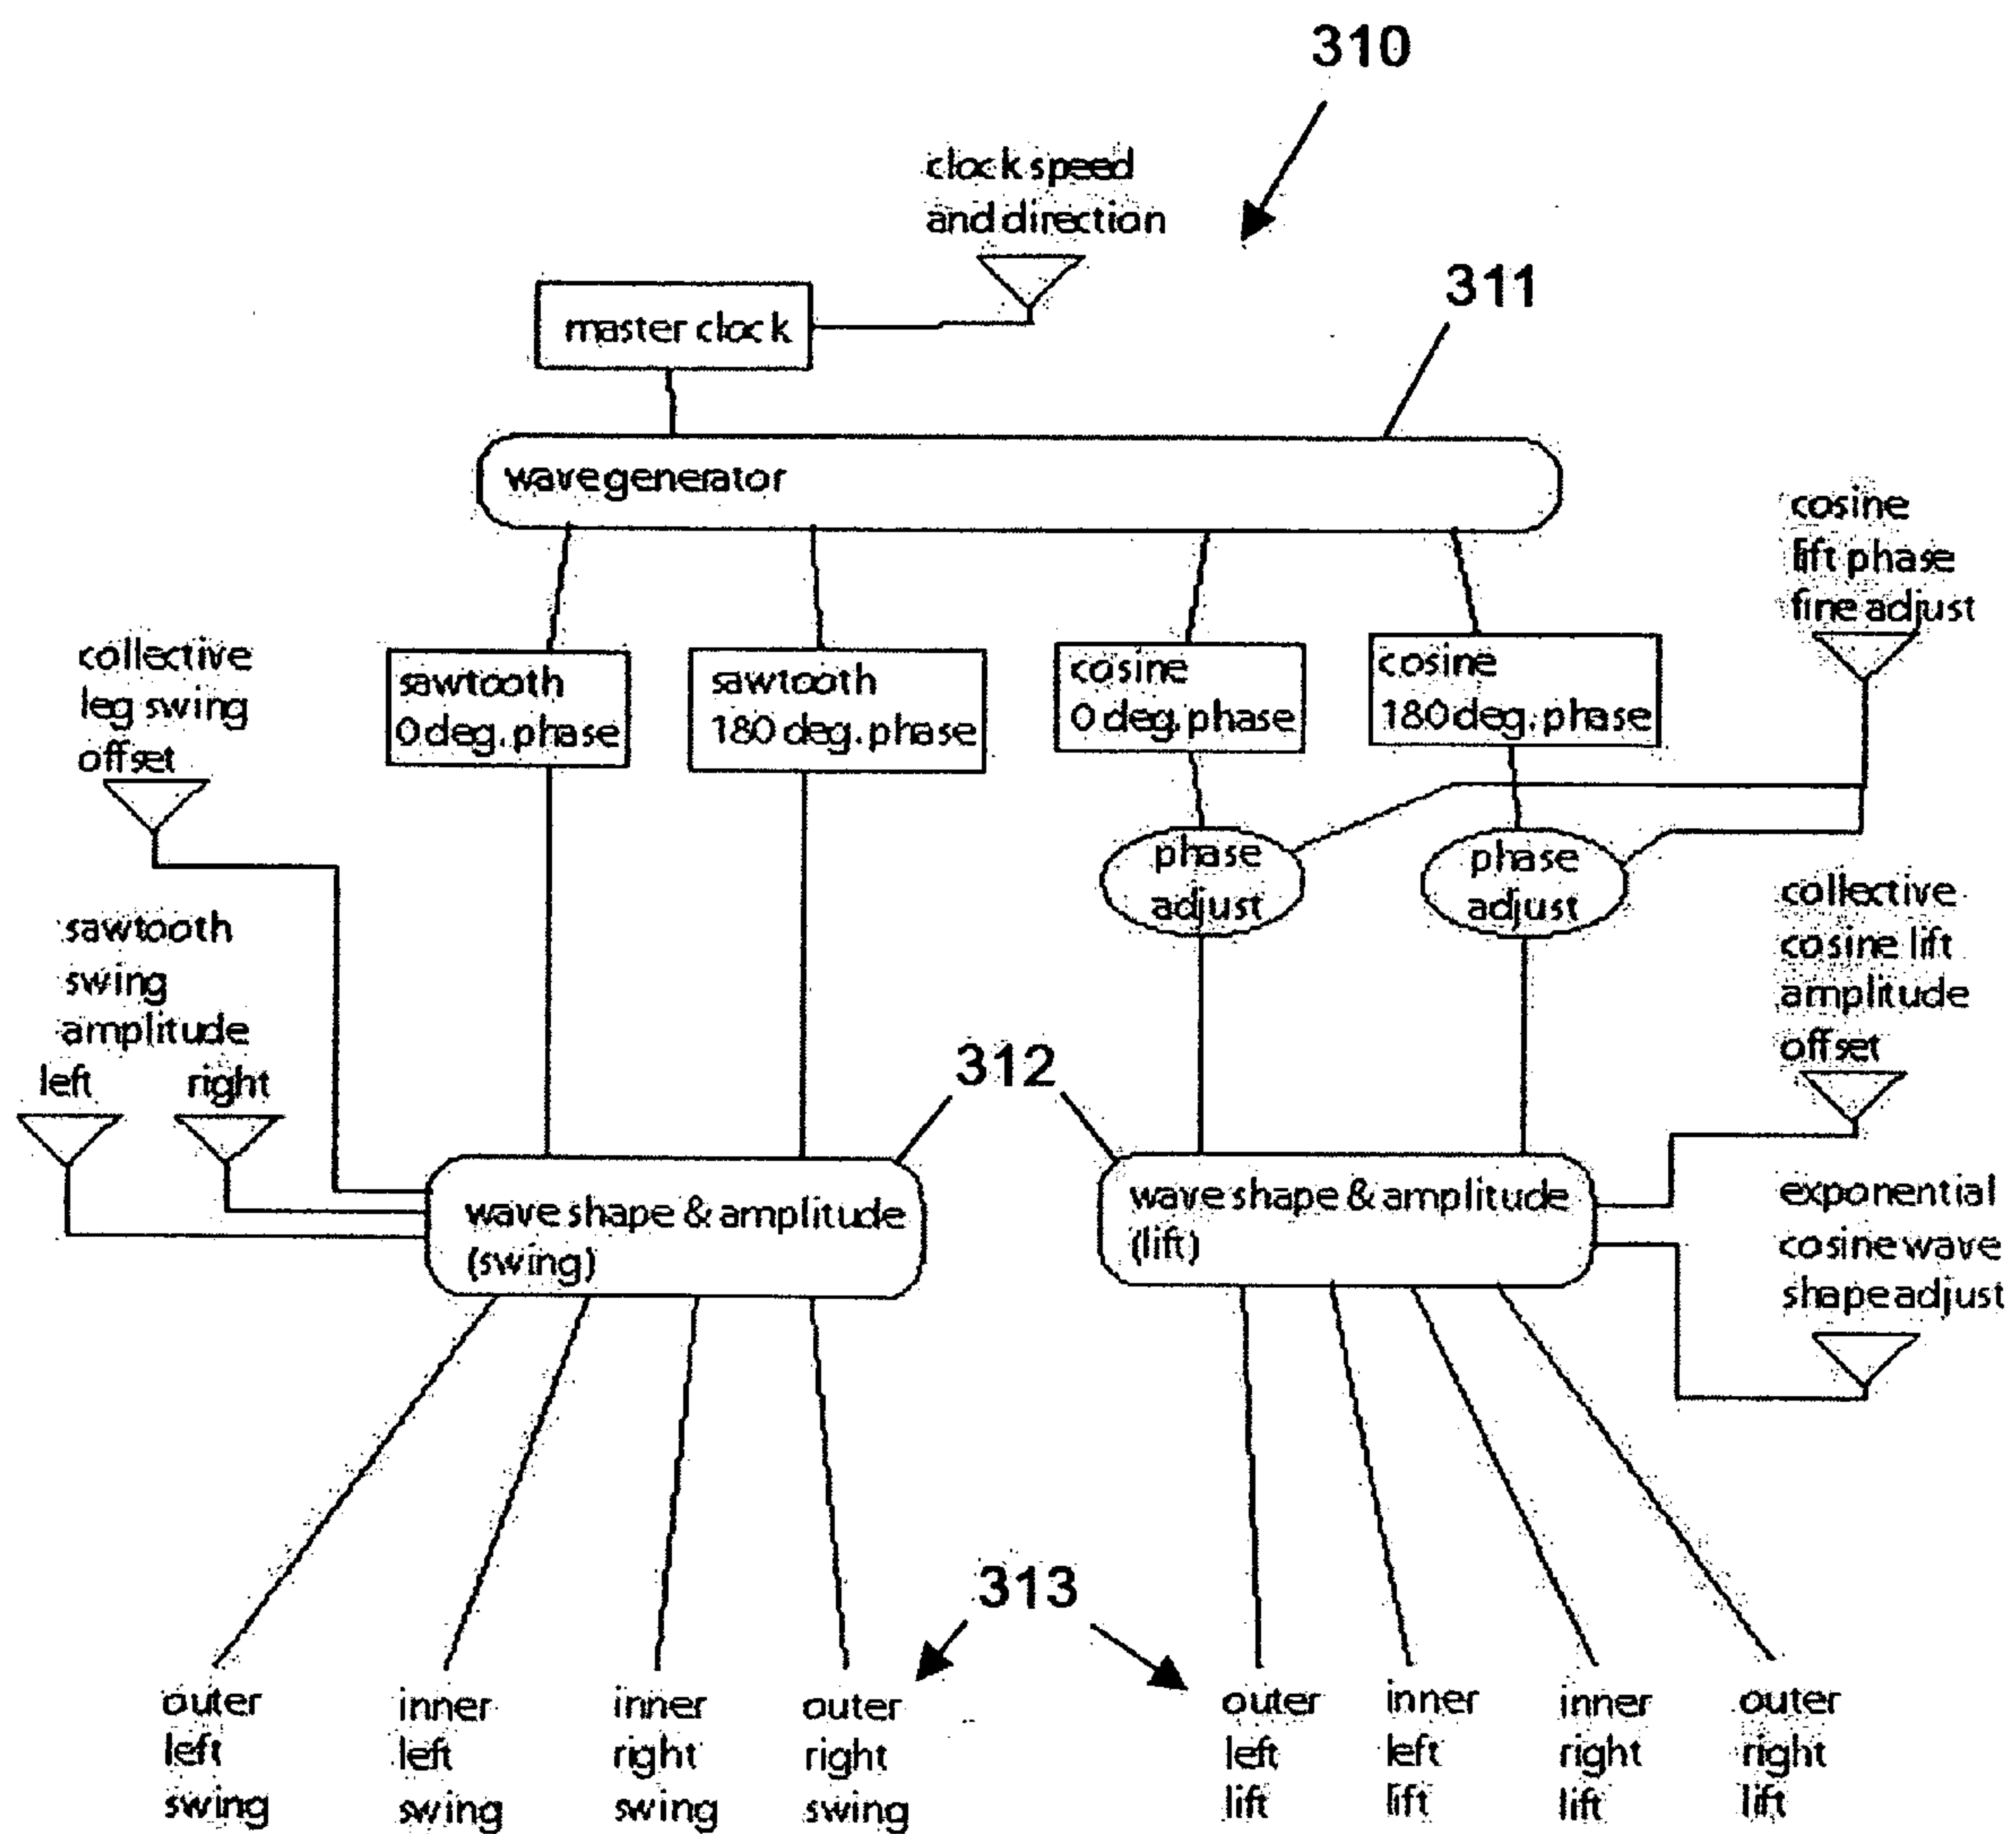 310
clock speed
and direction
311
master clock
wave generator
cosine
lift phase
fine adjust
collective
leg swing
offset
sawtooth
0 deg. phase
sawtooth
180 deg. phase
cosine
0 deg. phase
cosine
180 deg. phase
phase
adjust
phase
adjust
sawtooth
swing
amplitude
left
right
collective
cosine lift
amplitude
offset
312
wave shape & amplitude
(swing)
wave shape & amplitude
(lift)
exponential
cosine wave
shape adjust
313
outer
left
swing
inner
left
swing
inner
right
swing
outer
right
swing
outer
left
lift
inner
left
lift
inner
right
lift
outer
right
lift